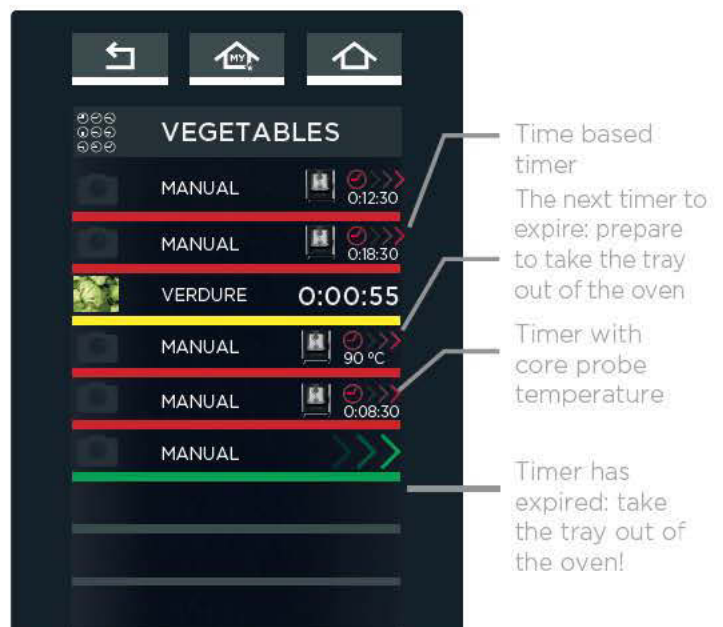 MY
VEGETABLES
MANUAL
0:12:30
MANUAL
0:18:30
VERDURE 0:00:55
MANUAL
90 ºC
MANUAL
0:08:30
MANUAL
Time based
timer
The next timer to
expire: prepare
to take the tray
out of the oven
Timer with
core probe
temperature
Timer has
expired: take
the tray out of
the oven!